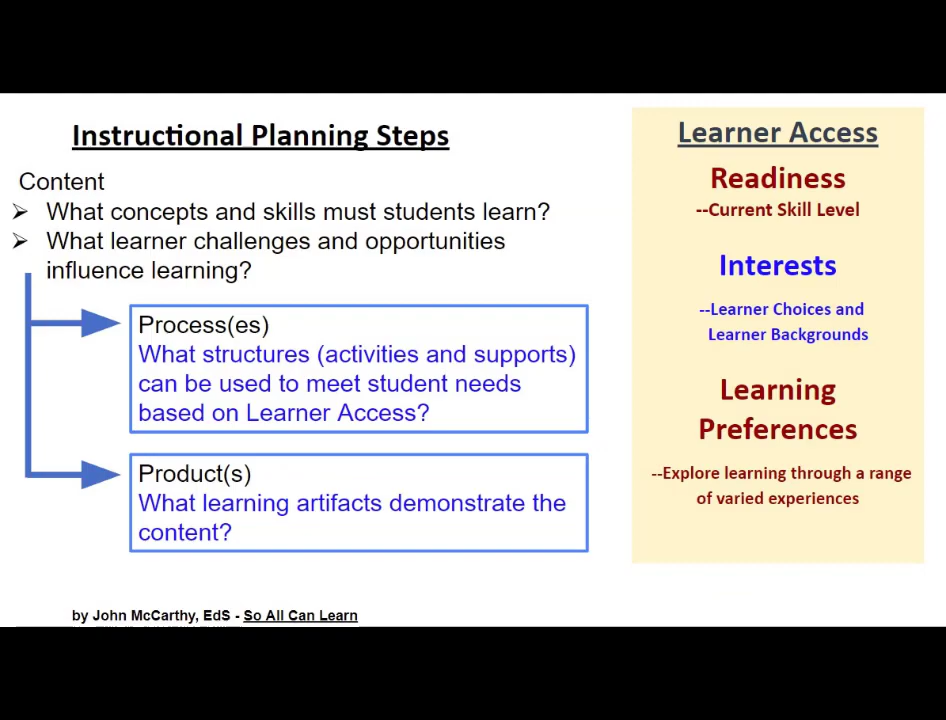 Instructional Planning Steps
Content
➢ What concepts and skills must students learn?
➢ What learner challenges and opportunities
influence learning?
Process(es)
What structures (activities and supports)
can be used to meet student needs
based on Learner Access?
Product(s)
What learning artifacts demonstrate the
content?
by John McCarthy, EdS - So All Can Learn
Learner Access
Readiness
--Current Skill Level
Interests
--Learner Choices and
Learner Backgrounds
Learning
Preferences
--Explore learning through a range
of varied experiences